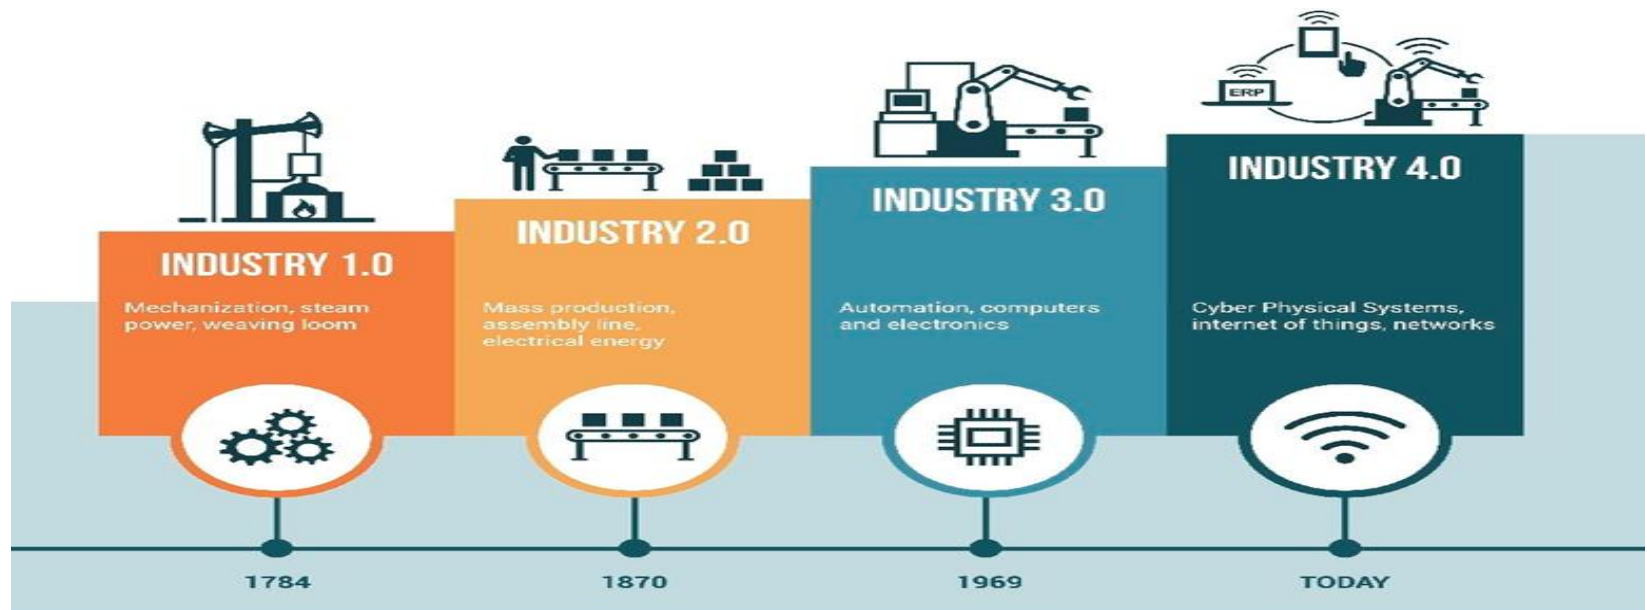 ERP
INDUSTRY 1.0
Mechanization, steam
power, weaving loom
INDUSTRY 2.0
Mass production,
assembly line,
electrical energy
INDUSTRY 3.0
Automation, computers
and electronics
INDUSTRY 4.0
Cyber Physical Systems,
internet of things, networks
1784
1870
1969
TODAY